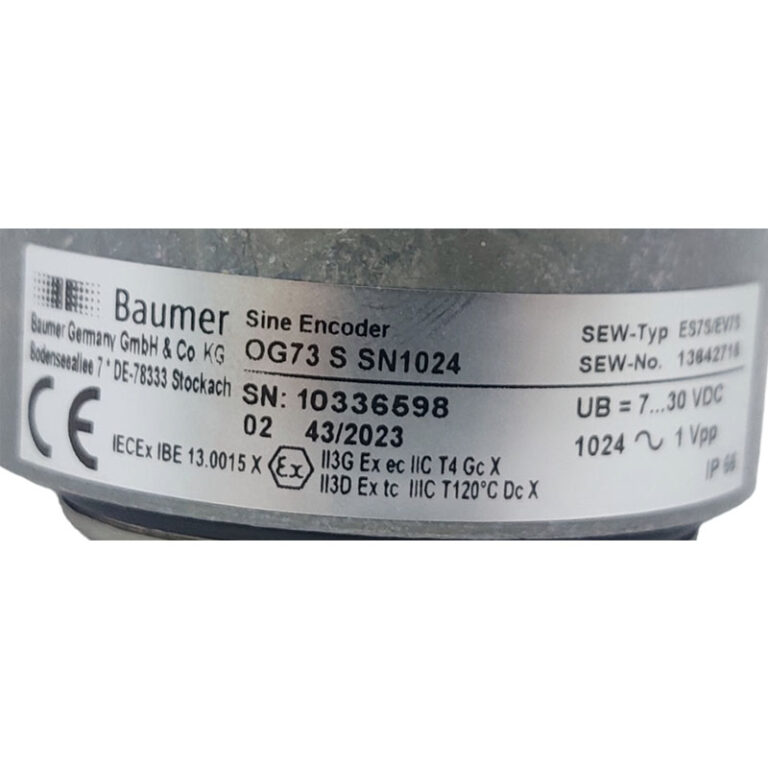 Baumer
Baumer Germany GmbH & Co KG
Bodenseeallee 7 * DE-78333 Stockach
CE
IECEx IBE 13.0015 X
Sine Encoder
OG73 S SN1024
SN: 10336598
02 43/2023
Ex
II3G Ex ec IIC T4 Gc X
II3D Ex tc IIIC T120°C Dc X
SEW-Typ ES7S/EV7S
SEW-No. 13642716
UB = 7...30 VDC
1024 ∿ 1 Vpp
IP 66